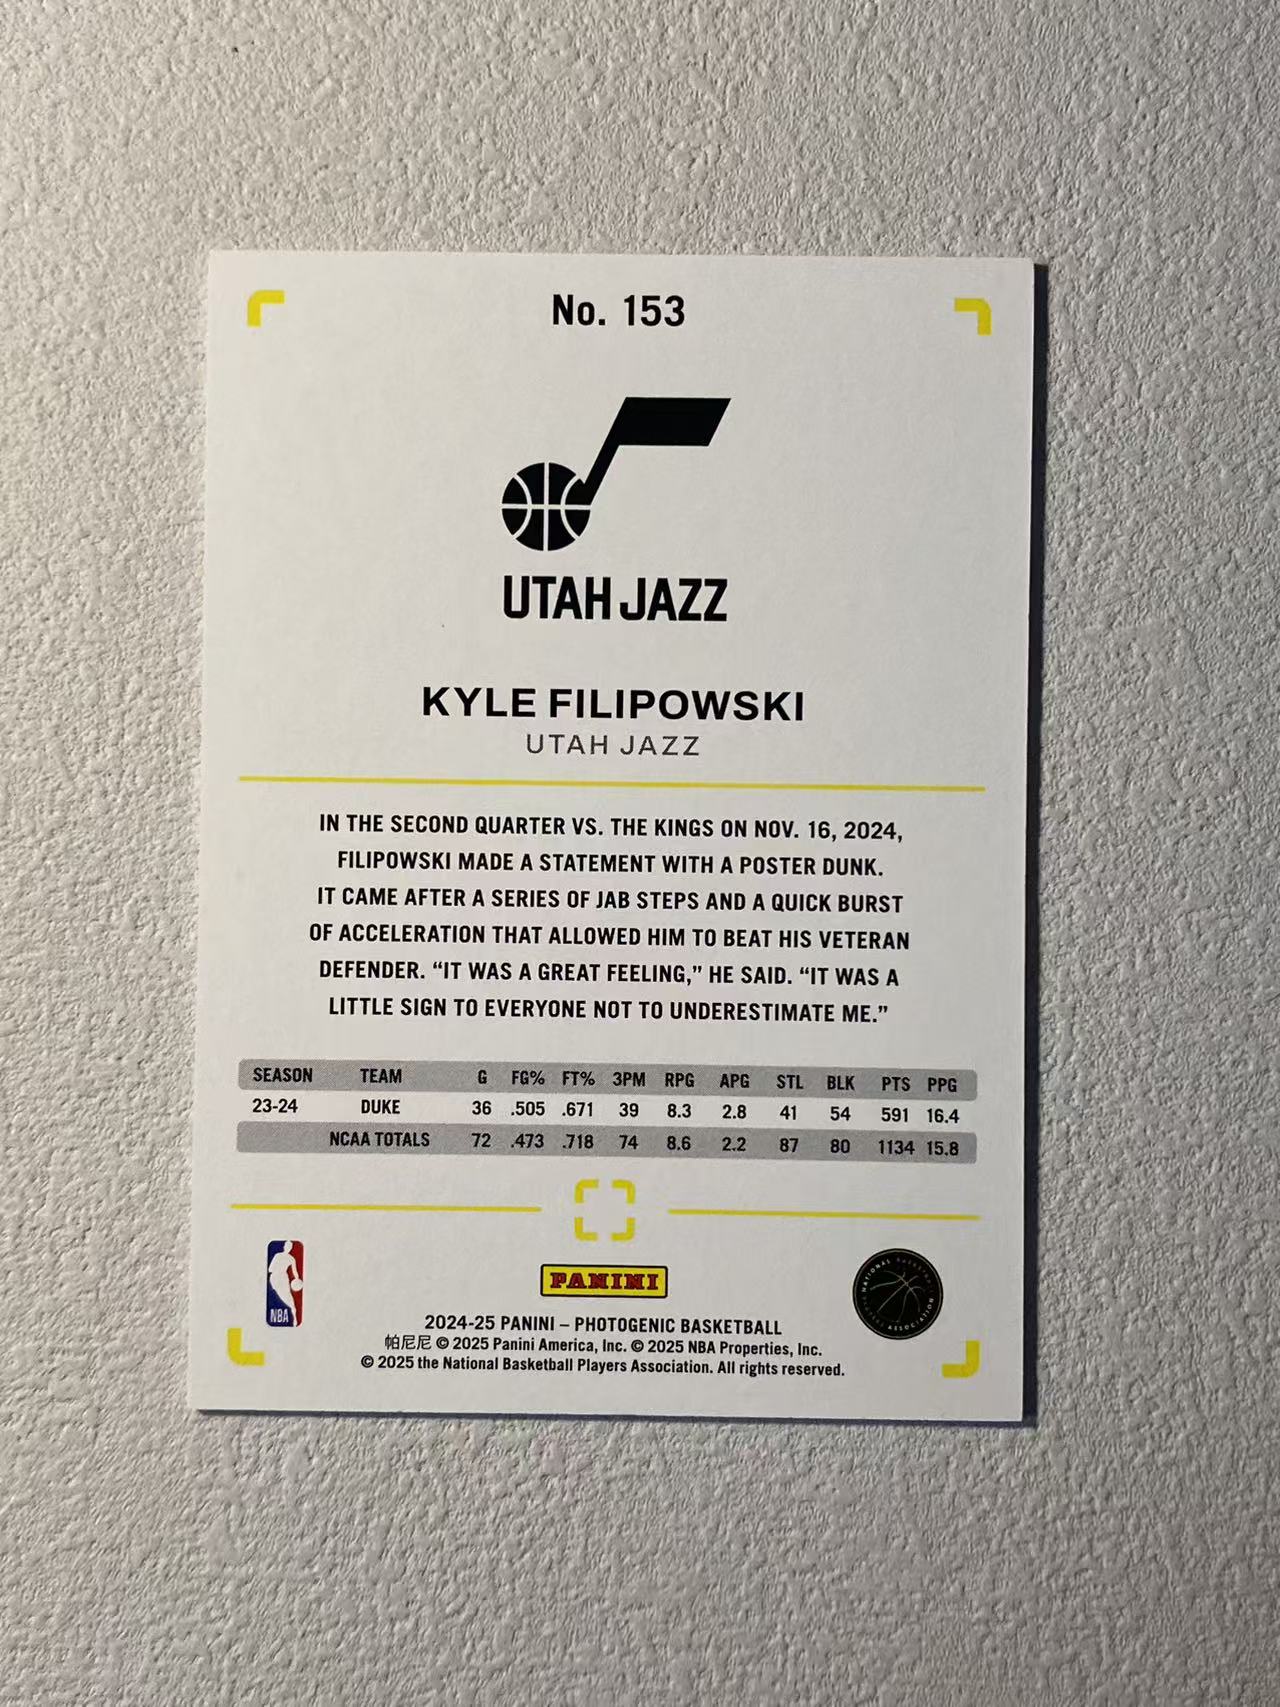 No. 153
UTAH JAZZ
KYLE FILIPOWSKI
UTAH JAZZ
IN THE SECOND QUARTER VS. THE KINGS ON NOV. 16, 2024,
FILIPOWSKI MADE A STATEMENT WITH A POSTER DUNK.
IT CAME AFTER A SERIES OF JAB STEPS AND A QUICK BURST
OF ACCELERATION THAT ALLOWED HIM TO BEAT HIS VETERAN
DEFENDER. “IT WAS A GREAT FEELING,” HE SAID. “IT WAS A
LITTLE SIGN TO EVERYONE NOT TO UNDERESTIMATE ME.”
SEASON TEAM G FG% FT% 3PM RPG APG STL BLK PTS PPG
23-24 DUKE 36 .505 .671 39 8.3 2.8 41 54 591 16.4
NCAA TOTALS 72 .473 .718 74 8.6 2.2 87 80 1134 15.8
NBA
PANINI
NATIONAL BASKETBALL PLAYERS ASSOCIATION
2024-25 PANINI – PHOTOGENIC BASKETBALL
帕尼尼 © 2025 Panini America, Inc. © 2025 NBA Properties, Inc.
© 2025 the National Basketball Players Association. All rights reserved.